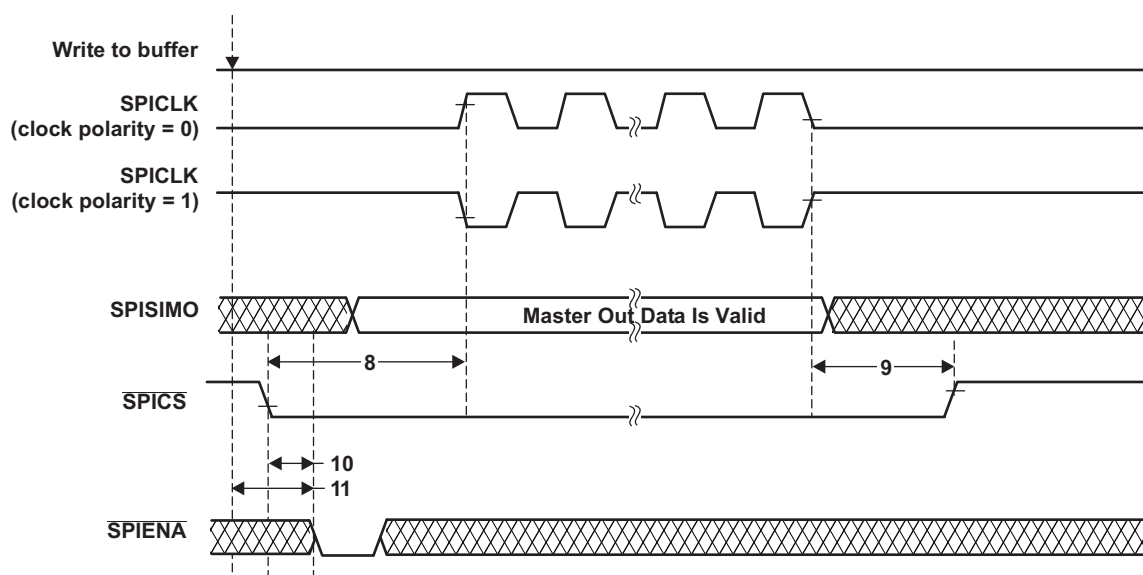 Write to buffer
SPICLK
(clock polarity = 0)
SPICLK
(clock polarity = 1)
SPISIMO
Master Out Data Is Valid
8
9
SPICS
10
11
SPIENA